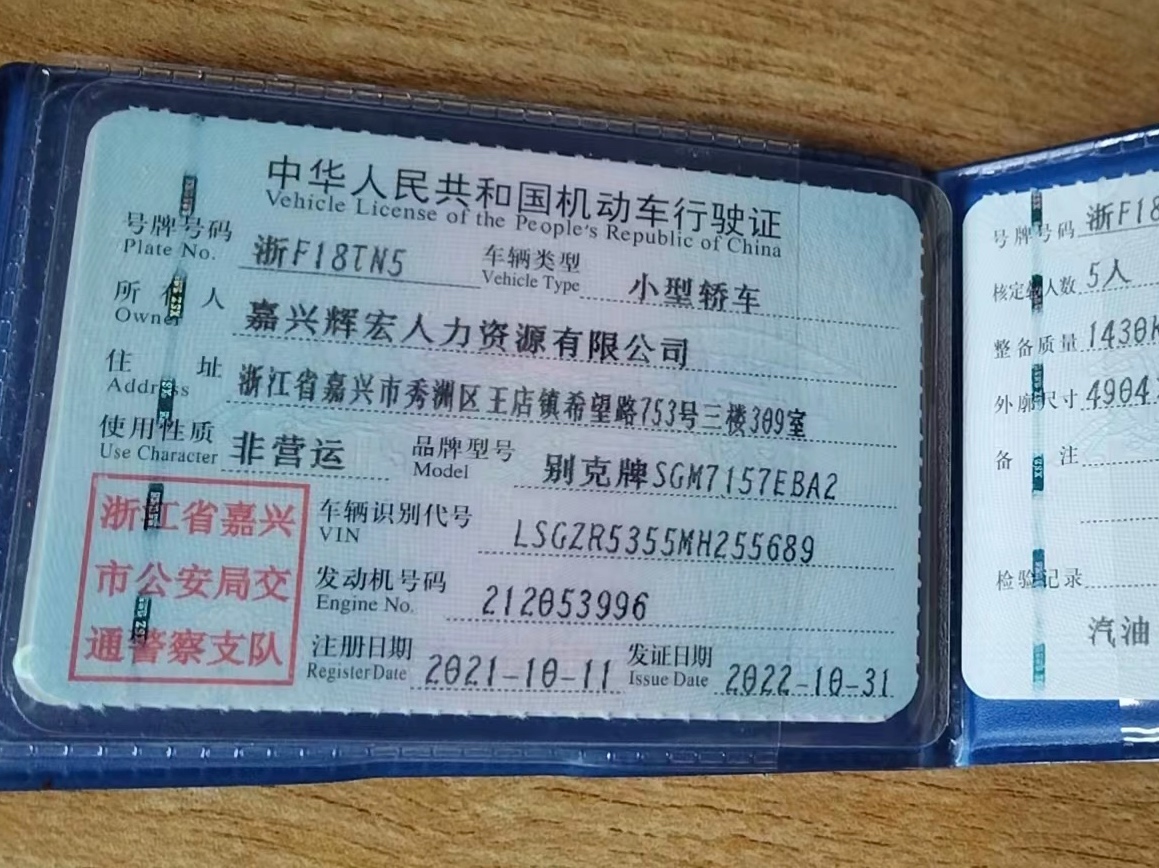 中华人民共和国机动车行驶证
Vehicle License of the People's Republic of China
号牌号码 浙F18TN5 车辆类型 小型轿车
Plate No. Vehicle Type
所有人 嘉兴辉宏人力资源有限公司
Owner
住址 浙江省嘉兴市秀洲区王店镇希望路753号三楼309室
Address
使用性质 非营运 品牌型号 别克牌SGM7157EBA2
Use Character Model
浙江省嘉兴
市公安局交
通警察支队
车辆识别代号 LSGZR5355MH255689
VIN
发动机号码 212053996
Engine No.
注册日期 2021-10-11 发证日期 2022-10-31
Register Date Issue Date
号牌号码 浙F18
核定载人数 5人
整备质量 1430
外廓尺寸 4904
备注
检验记录
汽油